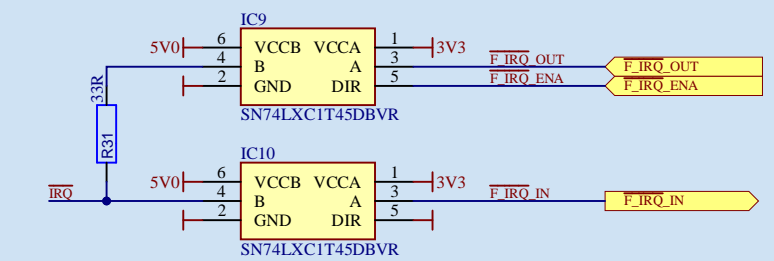 IC9
5V0 6 VCCB VCCA 1 3V3
4 B A 3 F_IRQ_OUT F_IRQ_OUT
2 GND DIR 5 F_IRQ_ENA F_IRQ_ENA
SN74LXC1T45DBVR
33R
R31
IC10
5V0 6 VCCB VCCA 1 3V3
IRQ 4 B A 3 F_IRQ_IN F_IRQ_IN
2 GND DIR 5
SN74LXC1T45DBVR